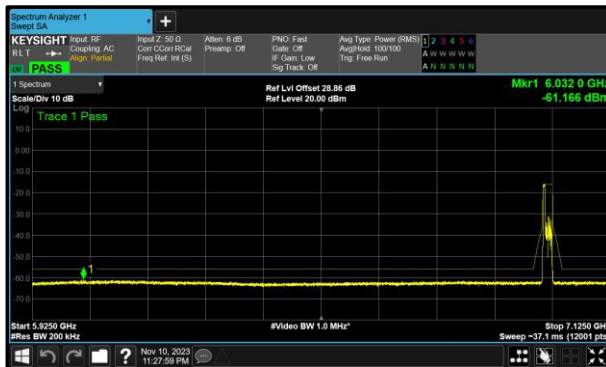 Spectrum Analyzer 1
Swept SA
KEYSIGHT
RLT
PASS
Input: RF
Coupling: AC
Align: Partial
Input Z: 50 Ω
Corr CCorr RCal
Freq Ref: Int (S)
Atten: 6 dB
Preamp: Off
PNO: Fast
Gate: Off
IF Gain: Low
Sig Track: Off
Avg Type: Power (RMS)
Avg|Hold: 100/100
Trig: Free Run
1 2 3 4 5 6
A W W W W W
A N N N N N
1 Spectrum
Scale/Div 10 dB
Ref Lvl Offset 28.86 dB
Ref Level 20.00 dBm
Mkr1 6.032 0 GHz
-61.166 dBm
Log
Trace 1 Pass
10.0
0.00
-10.0
-20.0
-30.0
-40.0
-50.0
-60.0
-70.0
1
Start 5.9250 GHz
#Res BW 200 kHz
#Video BW 1.0 MHz*
Stop 7.1250 GHz
Sweep ~37.1 ms (12001 pts)
Nov 10, 2023
11:27:59 PM